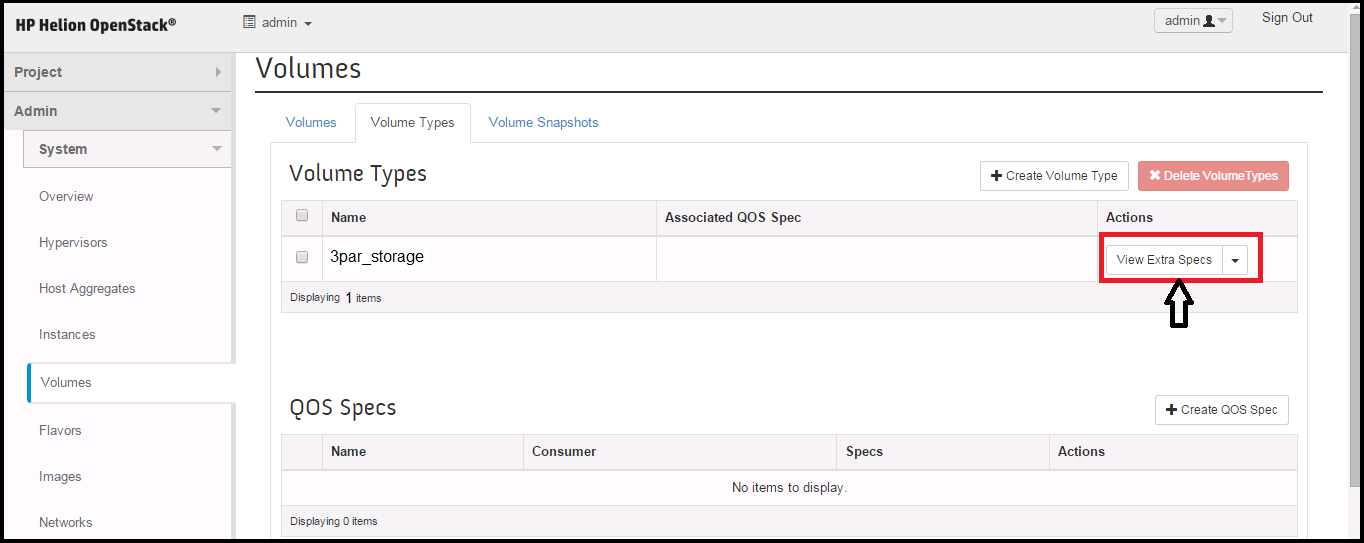 HP Helion OpenStack®
admin
admin
Sign Out
Project
Admin
System
Overview
Hypervisors
Host Aggregates
Instances
Volumes
Flavors
Images
Networks
Volumes
Volumes Volume Types Volume Snapshots
Volume Types
Create Volume Type
Delete VolumeTypes
Name Associated QOS Spec Actions
3par_storage View Extra Specs
Displaying 1 items
QOS Specs
Create QOS Spec
Name Consumer Specs Actions
No items to display.
Displaying 0 items